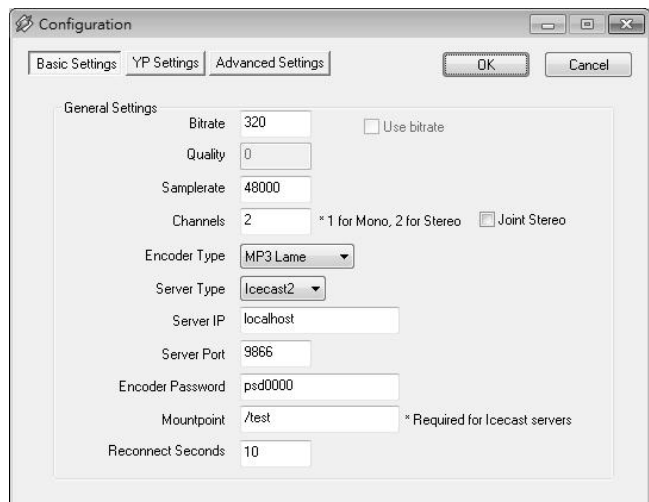 Configuration
Basic Settings YP Settings Advanced Settings OK Cancel
General Settings
Bitrate 320 Use bitrate
Quality 0
Samplerate 48000
Channels 2 * 1 for Mono, 2 for Stereo Joint Stereo
Encoder Type MP3 Lame
Server Type Icecast2
Server IP localhost
Server Port 9866
Encoder Password psd0000
Mountpoint /test * Required for Icecast servers
Reconnect Seconds 10